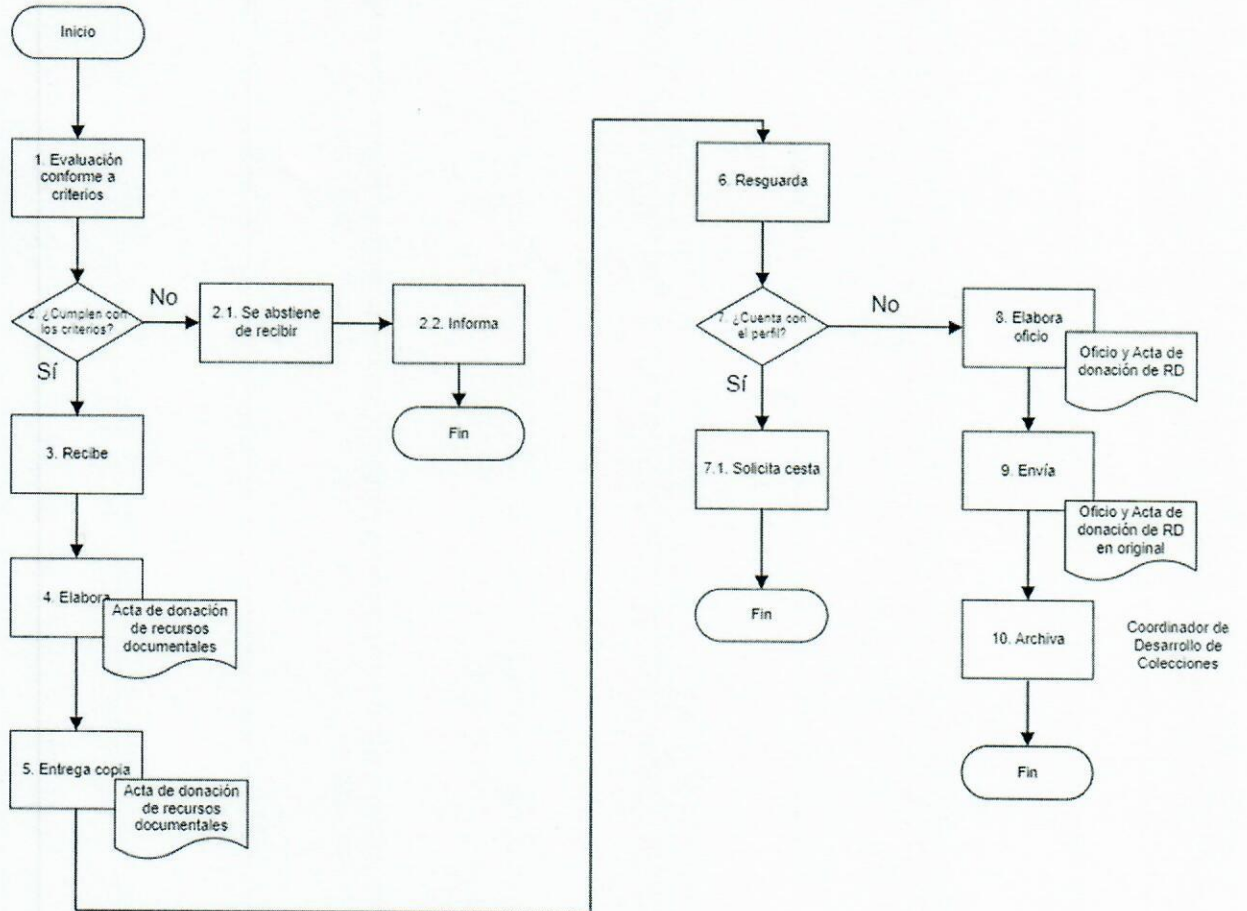 Inicio
1. Evaluación
conforme a
criterios
2. ¿Cumplen con
los criterios?
No
Sí
2.1. Se abstiene
de recibir
2.2. Informa
Fin
3. Recibe
4. Elabora
Acta de donación
de recursos
documentales
5. Entrega copia
Acta de donación
de recursos
documentales
6. Resguarda
7. ¿Cuenta con
el perfil?
No
Sí
7.1. Solicita cesta
Fin
8. Elabora
oficio
Oficio y Acta de
donación de RD
9. Envía
Oficio y Acta de
donación de RD
en original
10. Archiva
Coordinador de
Desarrollo de
Colecciones
Fin